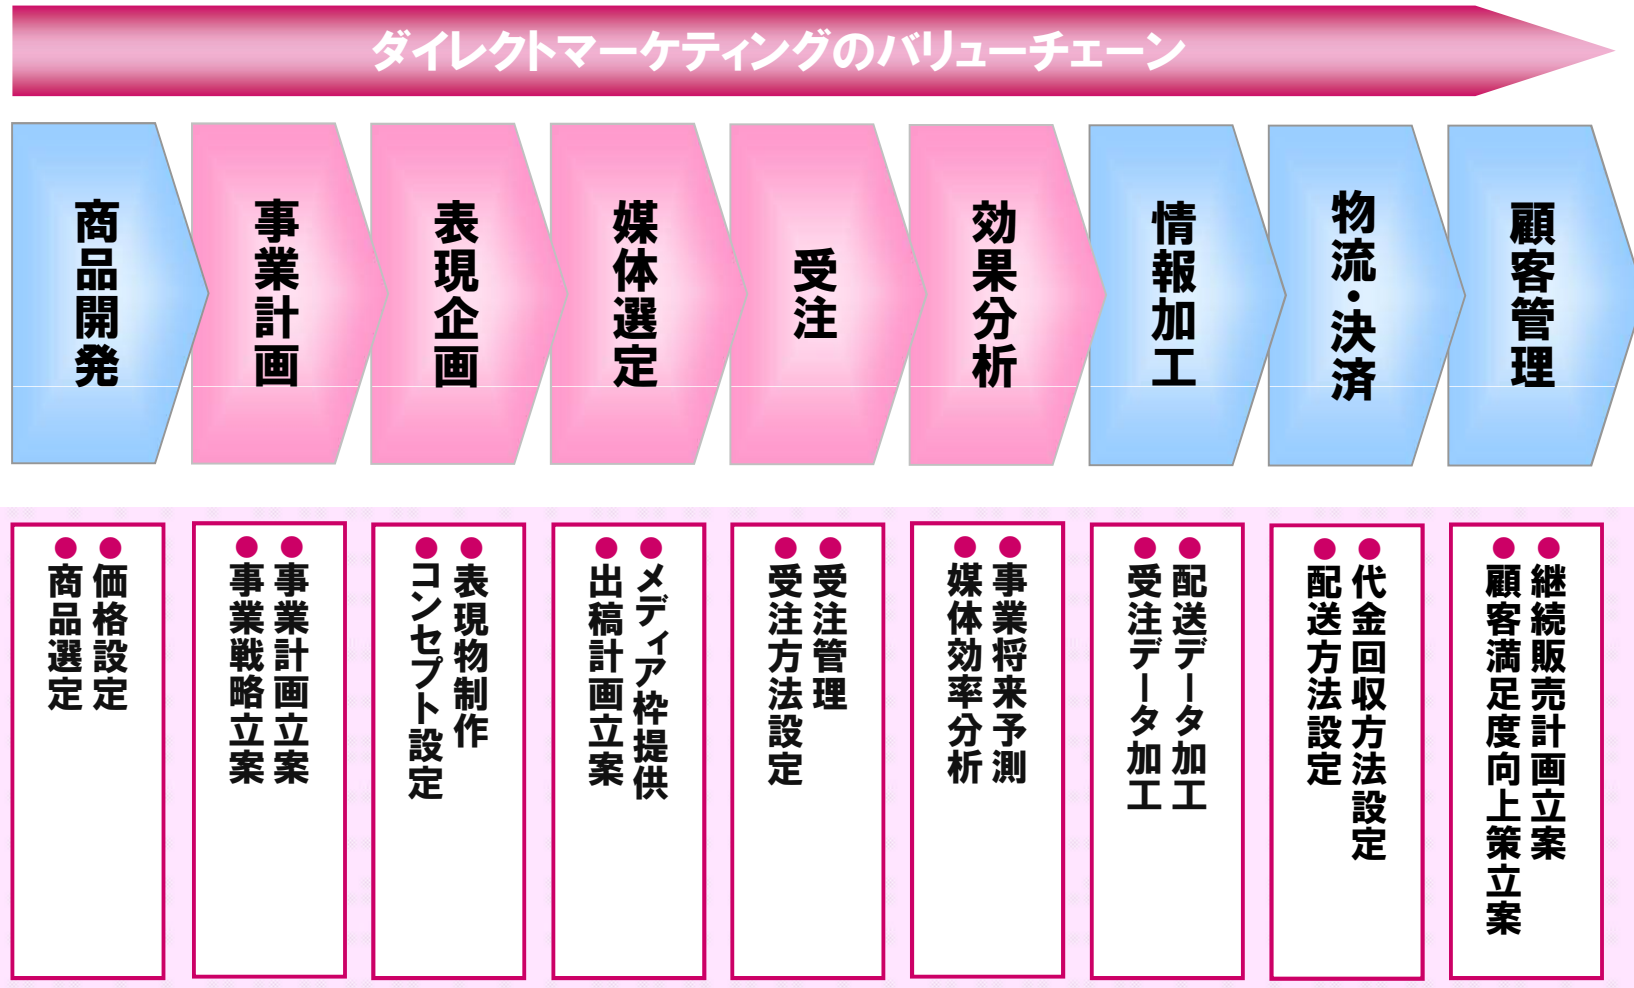 ダイレクトマーケティングのバリューチェーン
商品開発
事業計画
表現企画
媒体選定
受注
効果分析
情報加工
物流・決済
顧客管理
●価格設定
●商品選定
●事業計画立案
●事業戦略立案
●表現物制作
●コンセプト設定
●メディア枠提供
●出稿計画立案
●受注管理
●受注方法設定
●事業将来予測
●媒体効率分析
●配送データ加工
●受注データ加工
●代金回収方法設定
●配送方法設定
●継続販売計画立案
●顧客満足度向上策立案